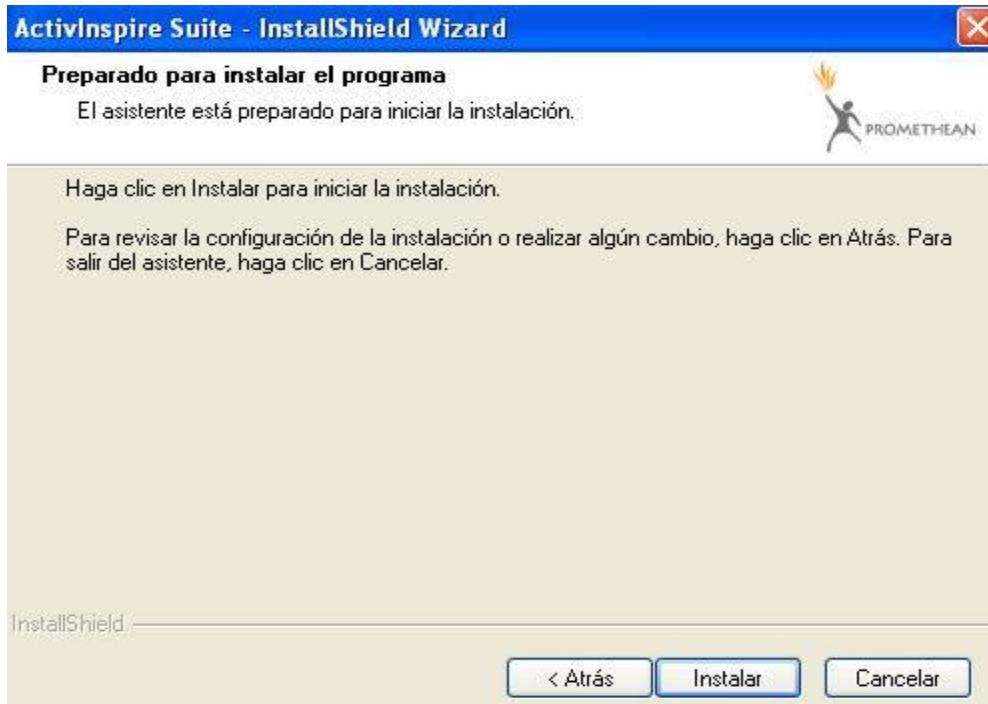 ActivInspire Suite - InstallShield Wizard
Preparado para instalar el programa
El asistente está preparado para iniciar la instalación.
PROMETHEAN
Haga clic en Instalar para iniciar la instalación.
Para revisar la configuración de la instalación o realizar algún cambio, haga clic en Atrás. Para
salir del asistente, haga clic en Cancelar.
InstallShield
< Atrás
Instalar
Cancelar